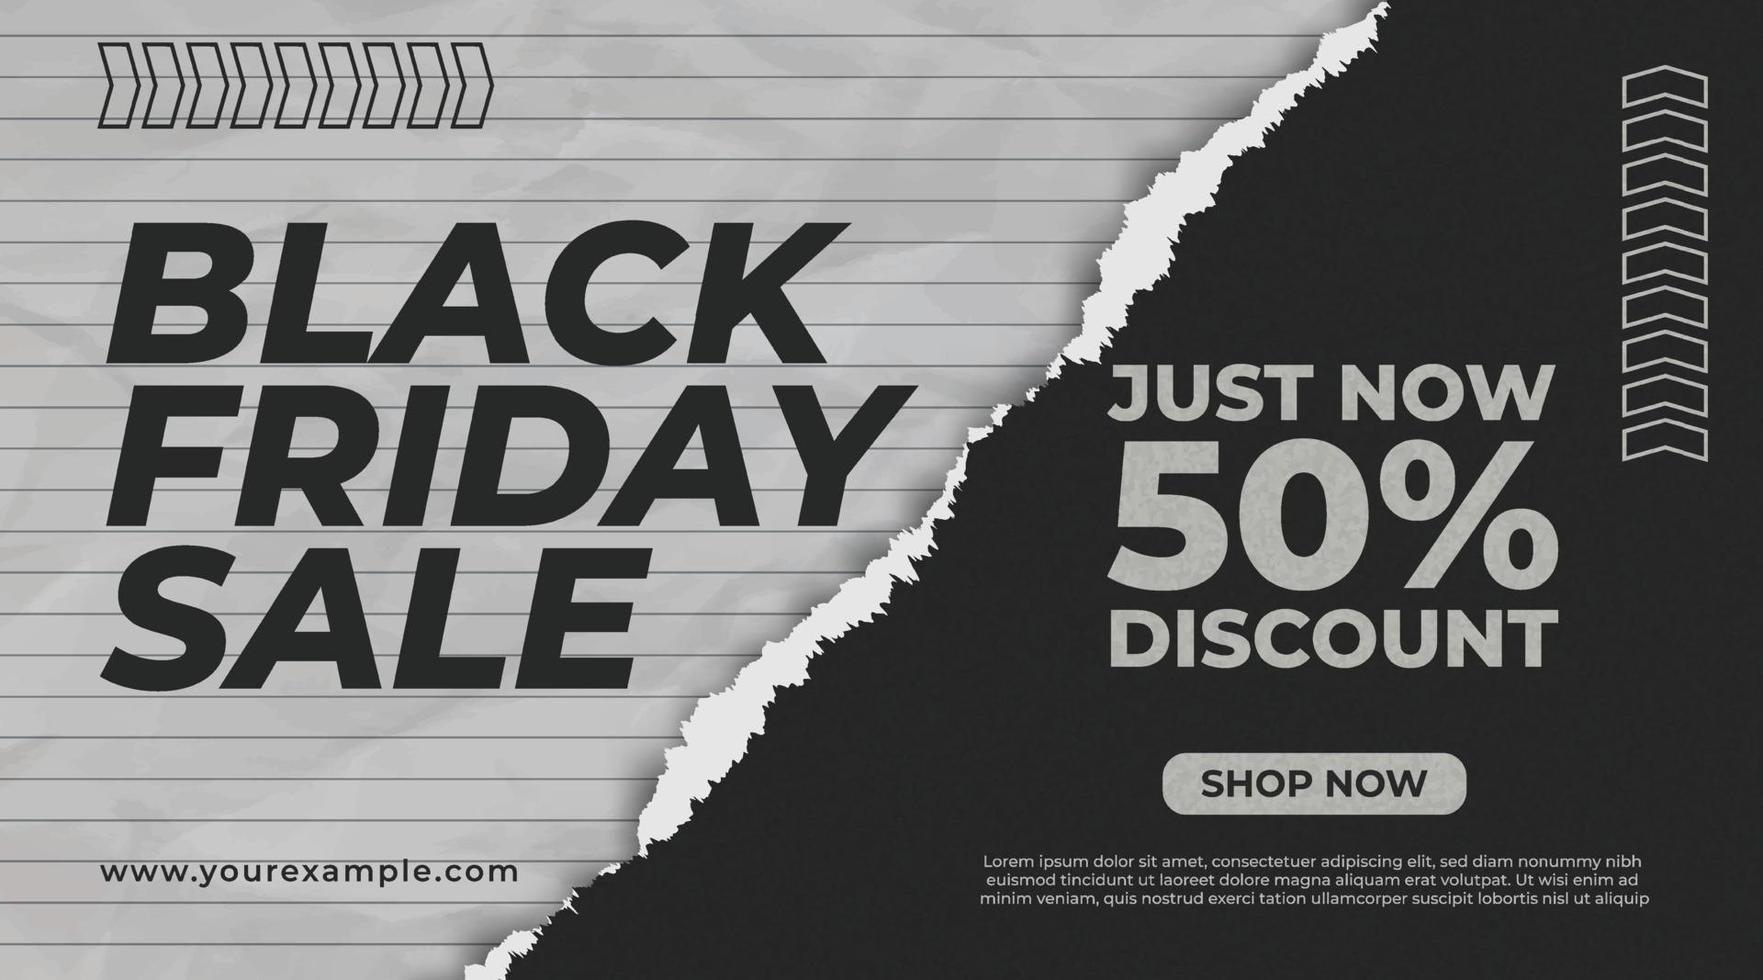 BLACK
FRIDAY
SALE
www.yourexample.com
JUST NOW
50%
DISCOUNT
SHOP NOW
Lorem ipsum dolor sit amet, consectetuer adipiscing elit, sed diam nonummy nibh
euismod tincidunt ut laoreet dolore magna aliquam erat volutpat. Ut wisi enim ad
minim veniam, quis nostrud exerci tation ullamcorper suscipit lobortis nisl ut aliquip